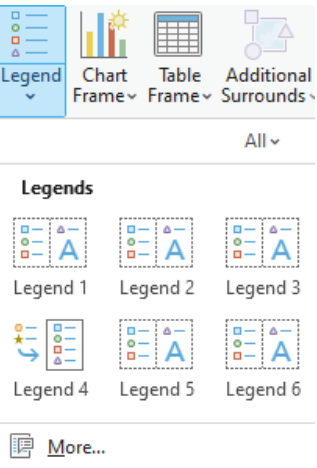 Legend Chart Table Additional
Frame Frame Surrounds
All
Legends
A A A
Legend 1 Legend 2 Legend 3
A A
Legend 4 Legend 5 Legend 6
More...